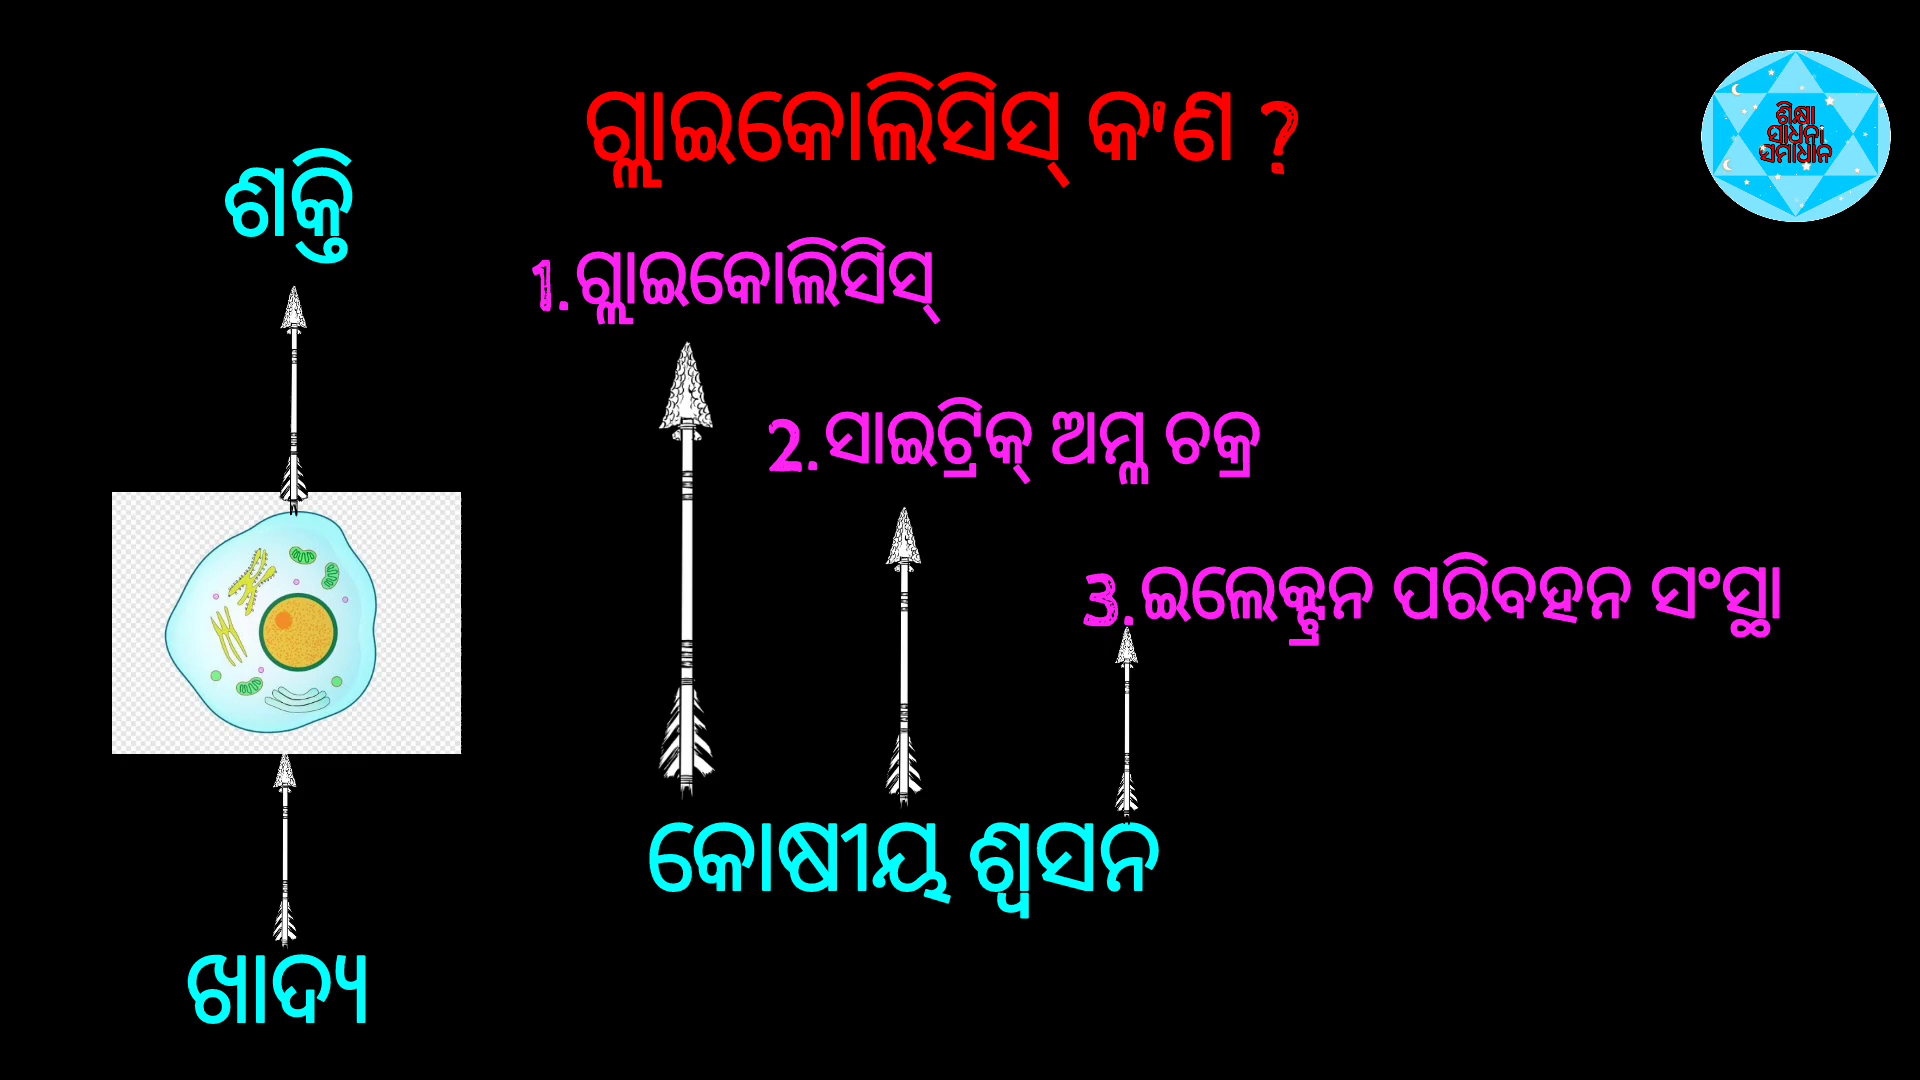 ଗ୍ଲାଇକୋଲିସିସ୍ କ'ଣ ?
ଶିକ୍ଷା
ସାଧନା
ସମାଧାନ
ଶକ୍ତି
1.ଗ୍ଲାଇକୋଲିସିସ୍
2.ସାଇଟ୍ରିକ୍ ଅମ୍ଳ ଚକ୍ର
3.ଇଲେକ୍ଟ୍ରନ ପରିବହନ ସଂସ୍ଥା
କୋଷୀୟ ଶ୍ୱସନ
ଖାଦ୍ୟ